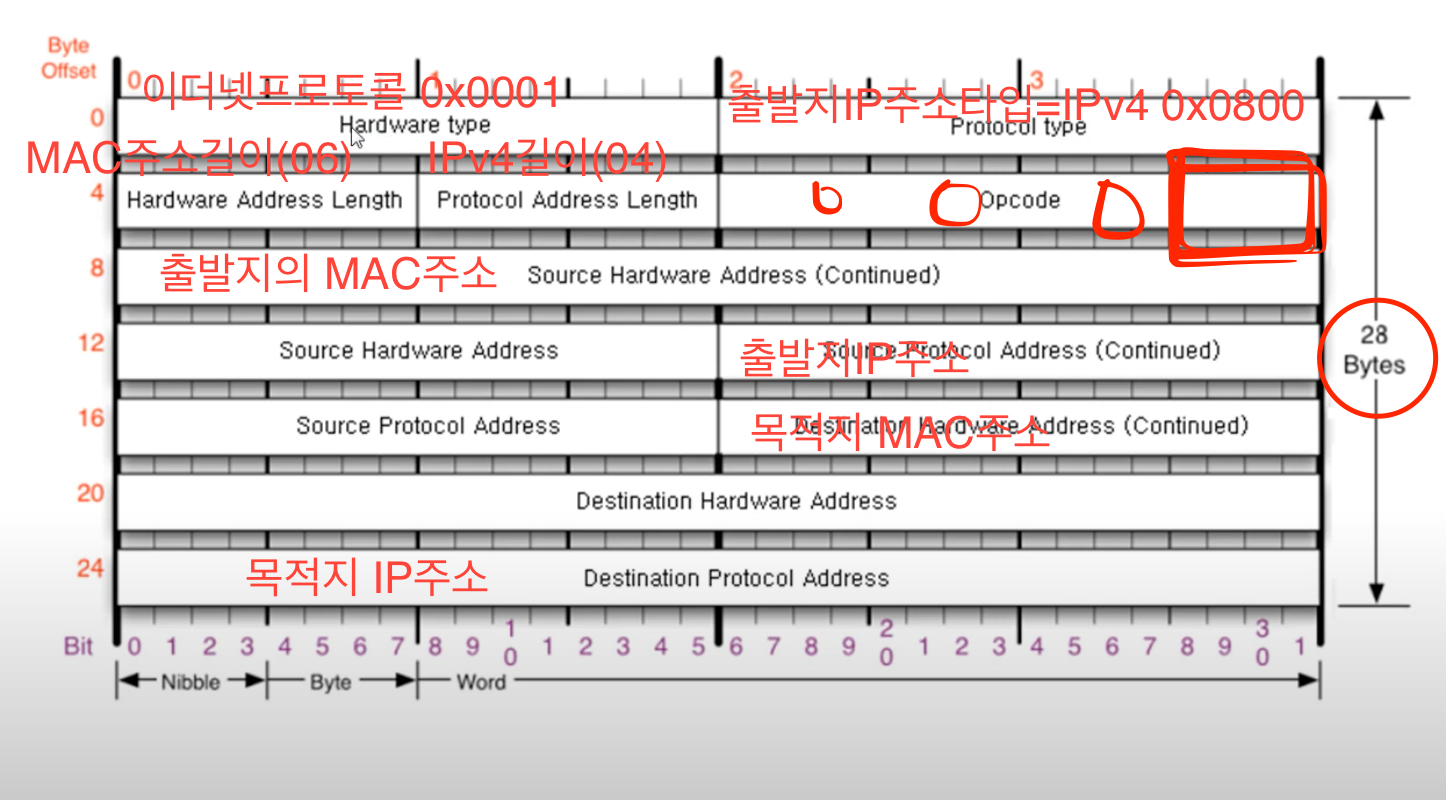 Byte
Offset
0 1 2 3
이더넷프로토콜 0x0001
출발지IP주소타입=IPv4 0x0800
0
Hardware type
Protocol type
MAC주소길이(06)
IPv4길이(04)
4
Hardware Address Length
Protocol Address Length
0 0
Opcode
0
8
출발지의 MAC주소
Source Hardware Address (Continued)
12
Source Hardware Address
출발지IP주소
Source Protocol Address (Continued)
28
Bytes
16
Source Protocol Address
목적지 MAC주소
Destination Hardware Address (Continued)
20
Destination Hardware Address
24
목적지 IP주소
Destination Protocol Address
Bit 0 1 2 3 4 5 6 7 8 9 10 1 2 3 4 5 6 7 8 9 20 1 2 3 4 5 6 7 8 9 30 1
Nibble Byte Word